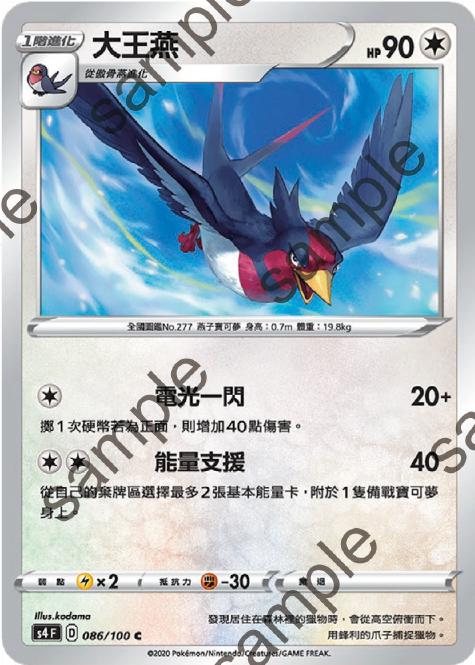 1階進化
大王燕
HP 90
從傲骨燕進化
全國圖鑑No.277 燕子寶可夢 身高：0.7m 體重：19.8kg
電光一閃 20+
擲1次硬幣若為正面，則增加40點傷害。
能量支援 40
從自己的棄牌區選擇最多2張基本能量卡，附於1隻備戰寶可夢
身上。
弱點 ×2 抵抗力 -30 撤退
Illus.kodama
s4F D 086/100 C
發現居住在森林裡的獵物時，會從高空俯衝而下。
用鋒利的爪子捕捉獵物。
©2020 Pokémon/Nintendo/Creatures/GAME FREAK.
sample
sample
sample
sample
sample
sample
sample